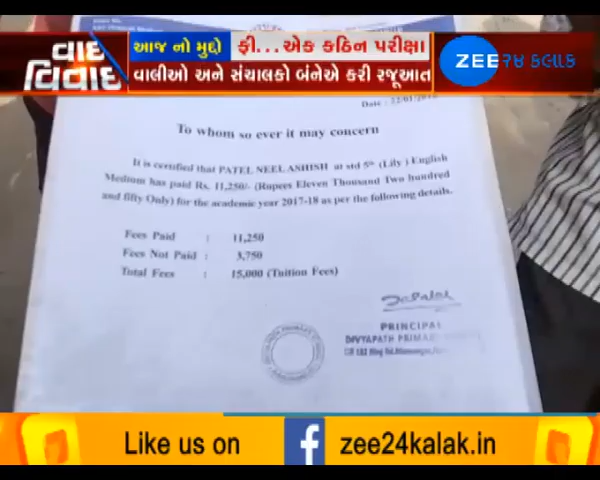 વાદ વિવાદ
આજ નો મુદ્દો
ફી...એક કઠિન પરીક્ષા
વાલીઓ અને સંચાલકો બંનેએ કરી રજૂઆત
ZEE ૨૪ કલાક
Date : 22/01/2018
To whom so ever it may concern
It is certified that PATEL NEEL ASHISH at std 5th (Lily) English
Medium has paid Rs. 11,250/- (Rupees Eleven Thousand Two hundred
and fifty Only) for the academic year 2017-18 as per the following details.
Fees Paid : 11,250
Fees Not Paid : 3,750
Total Fees : 15,000 (Tuition Fees)
PRINCIPAL
DIVYAPATH PRIMARY
Like us on f zee24kalak.in